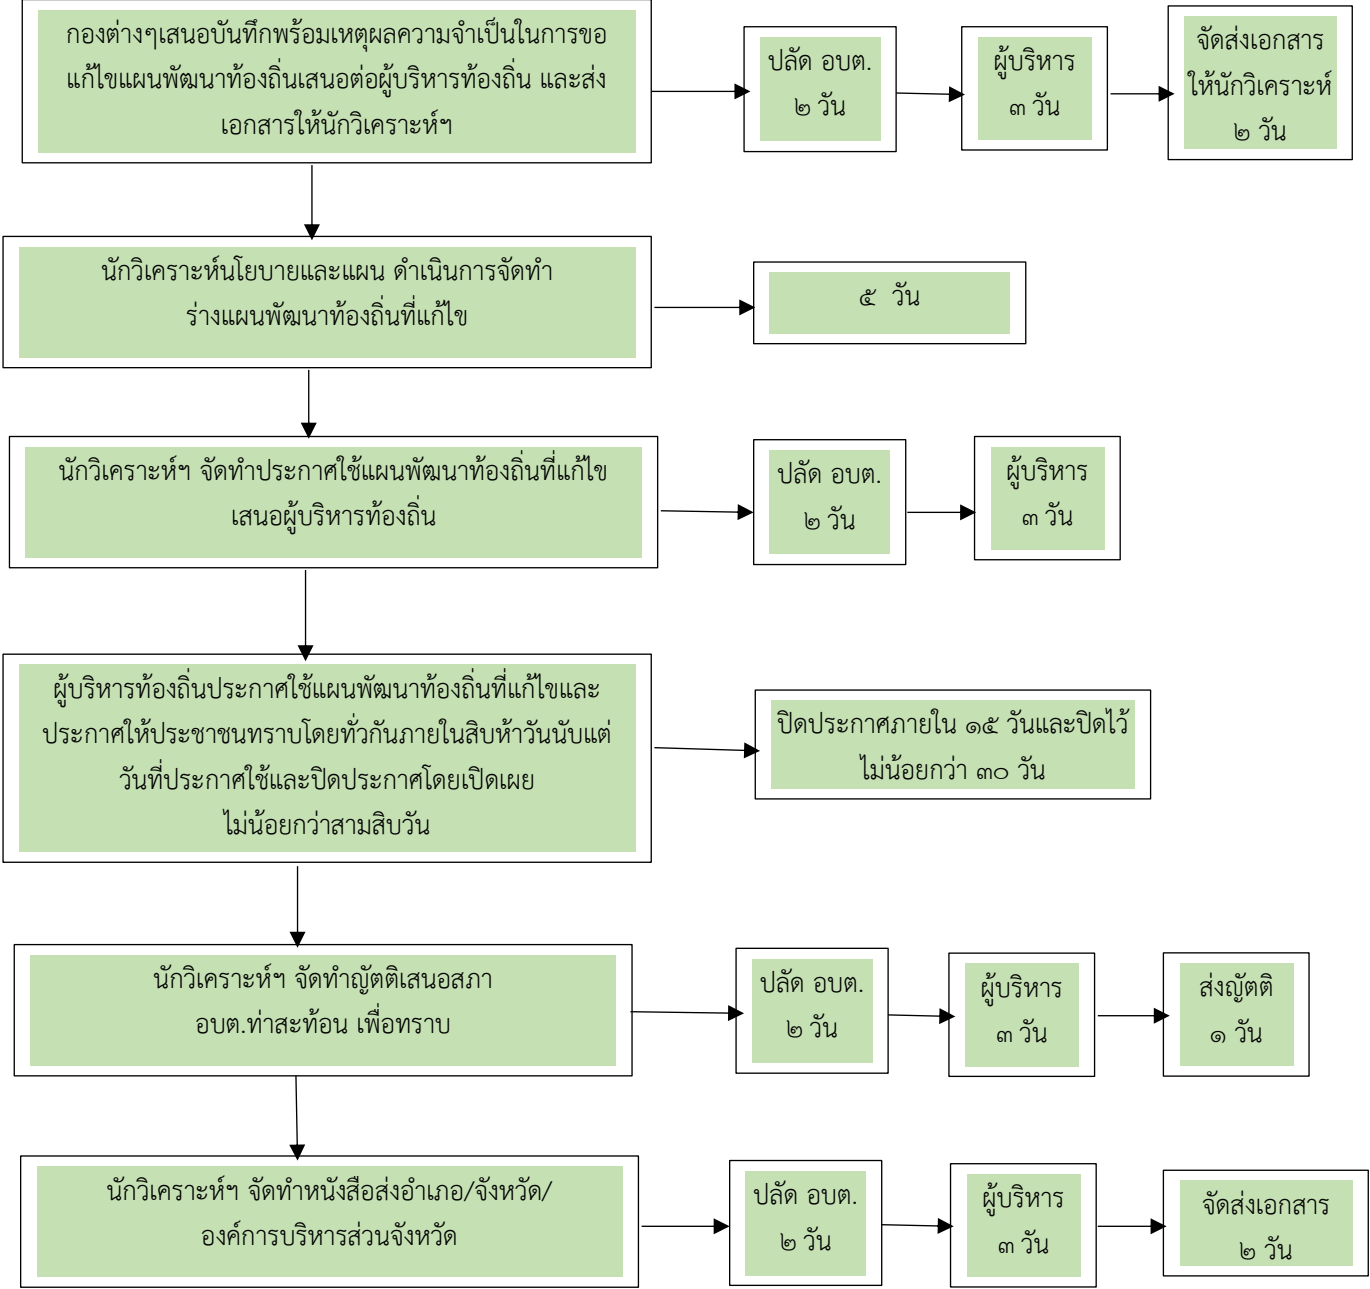 กองต่างๆเสนอบันทึกพร้อมเหตุผลความจำเป็นในการขอ
แก้ไขแผนพัฒนาท้องถิ่นเสนอต่อผู้บริหารท้องถิ่น และส่ง
เอกสารให้นักวิเคราะห์ฯ
ปลัด อบต.
๒ วัน
ผู้บริหาร
๓ วัน
จัดส่งเอกสาร
ให้นักวิเคราะห์
๒ วัน
นักวิเคราะห์นโยบายและแผน ดำเนินการจัดทำ
ร่างแผนพัฒนาท้องถิ่นที่แก้ไข
๕ วัน
นักวิเคราะห์ฯ จัดทำประกาศใช้แผนพัฒนาท้องถิ่นที่แก้ไข
เสนอผู้บริหารท้องถิ่น
ปลัด อบต.
๒ วัน
ผู้บริหาร
๓ วัน
ผู้บริหารท้องถิ่นประกาศใช้แผนพัฒนาท้องถิ่นที่แก้ไขและ
ประกาศให้ประชาชนทราบโดยทั่วกันภายในสิบห้าวันนับแต่
วันที่ประกาศใช้และปิดประกาศโดยเปิดเผย
ไม่น้อยกว่าสามสิบวัน
ปิดประกาศภายใน ๑๕ วันและปิดไว้
ไม่น้อยกว่า ๓๐ วัน
นักวิเคราะห์ฯ จัดทำญัตติเสนอสภา
อบต.ท่าสะท้อน เพื่อทราบ
ปลัด อบต.
๒ วัน
ผู้บริหาร
๓ วัน
ส่งญัตติ
๑ วัน
นักวิเคราะห์ฯ จัดทำหนังสือส่งอำเภอ/จังหวัด/
องค์การบริหารส่วนจังหวัด
ปลัด อบต.
๒ วัน
ผู้บริหาร
๓ วัน
จัดส่งเอกสาร
๒ วัน